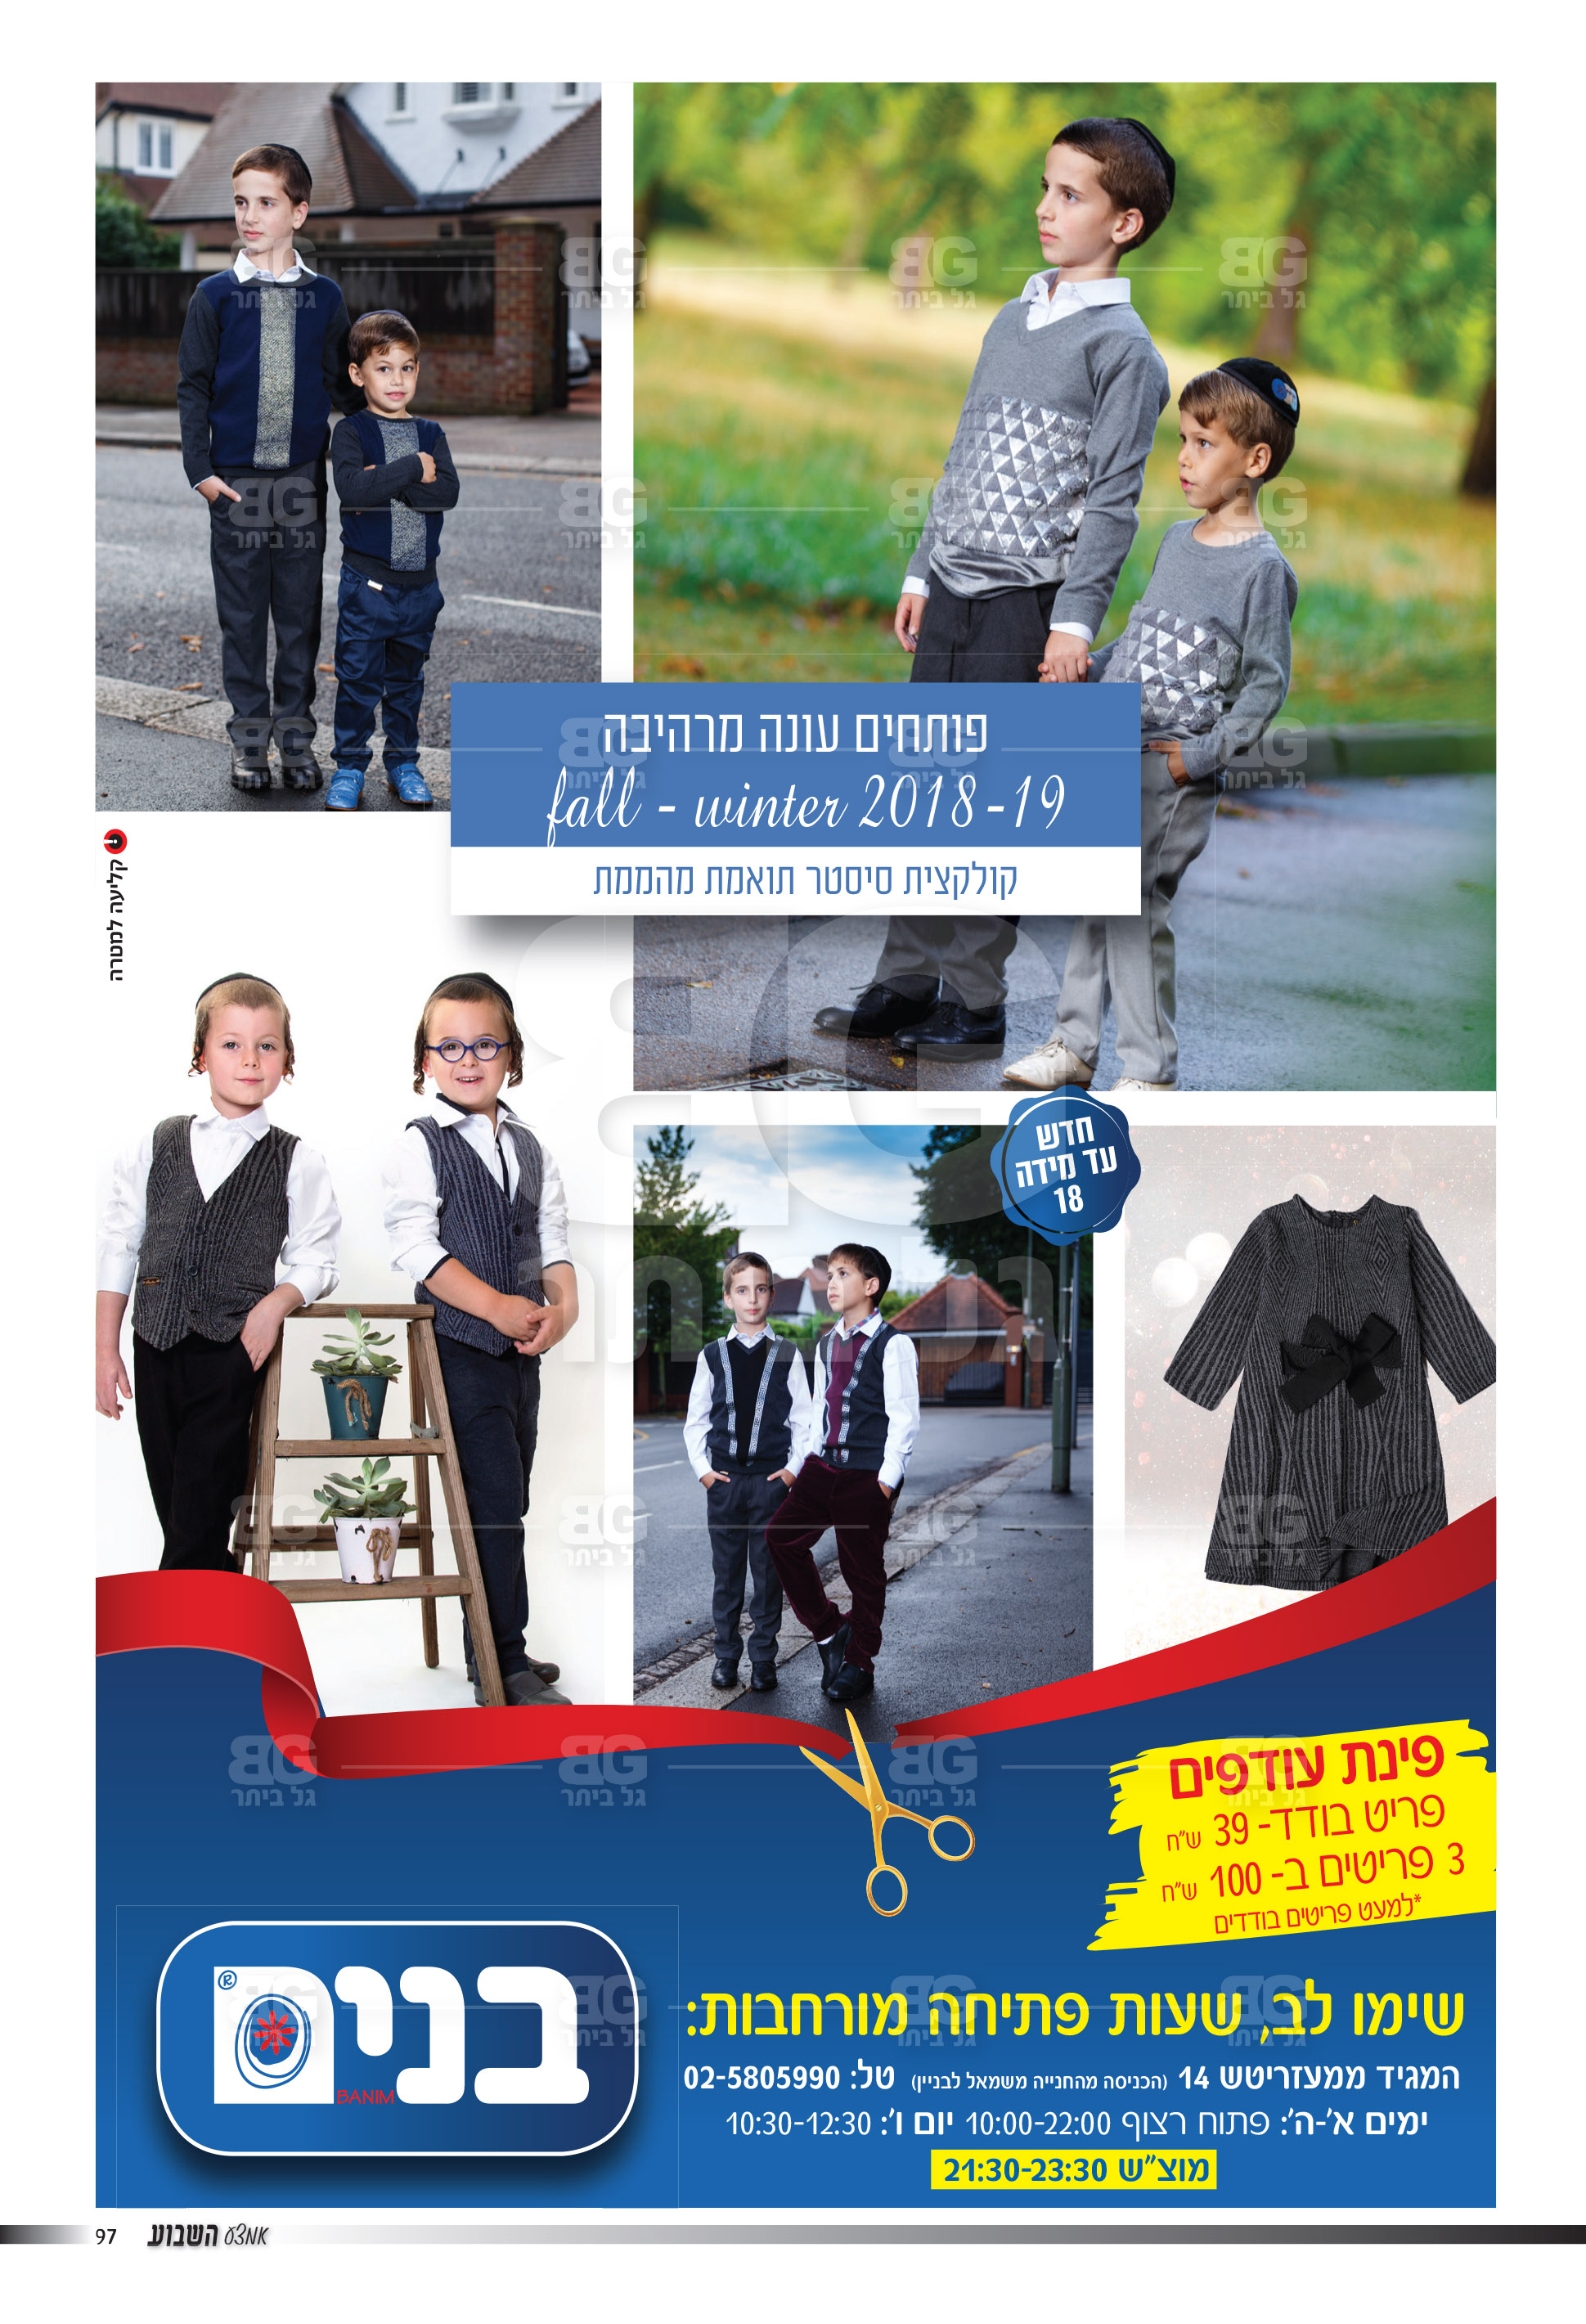 פותחים עונה מרהיבה
fall - winter 2018-19
קולקצית סיסטר תואמת מהממת
קליעה למטרה
חדש
עד מידה
18
פינת עודפים
פריט בודד- 39 ש"ח
3 פריטים ב- 100 ש"ח
*למעט פריטים בודדים
בנים
®
BANIM
שימו לב, שעות פתיחה מורחבות:
המגיד ממעזריטש 14 (הכניסה מהחנייה משמאל לבניין) טל: 02-5805990
ימים א'-ה': פתוח רצוף 10:00-22:00 יום ו': 10:30-12:30
מוצ"ש 21:30-23:30
אמצע השבוע 97
BG
גל ביתר